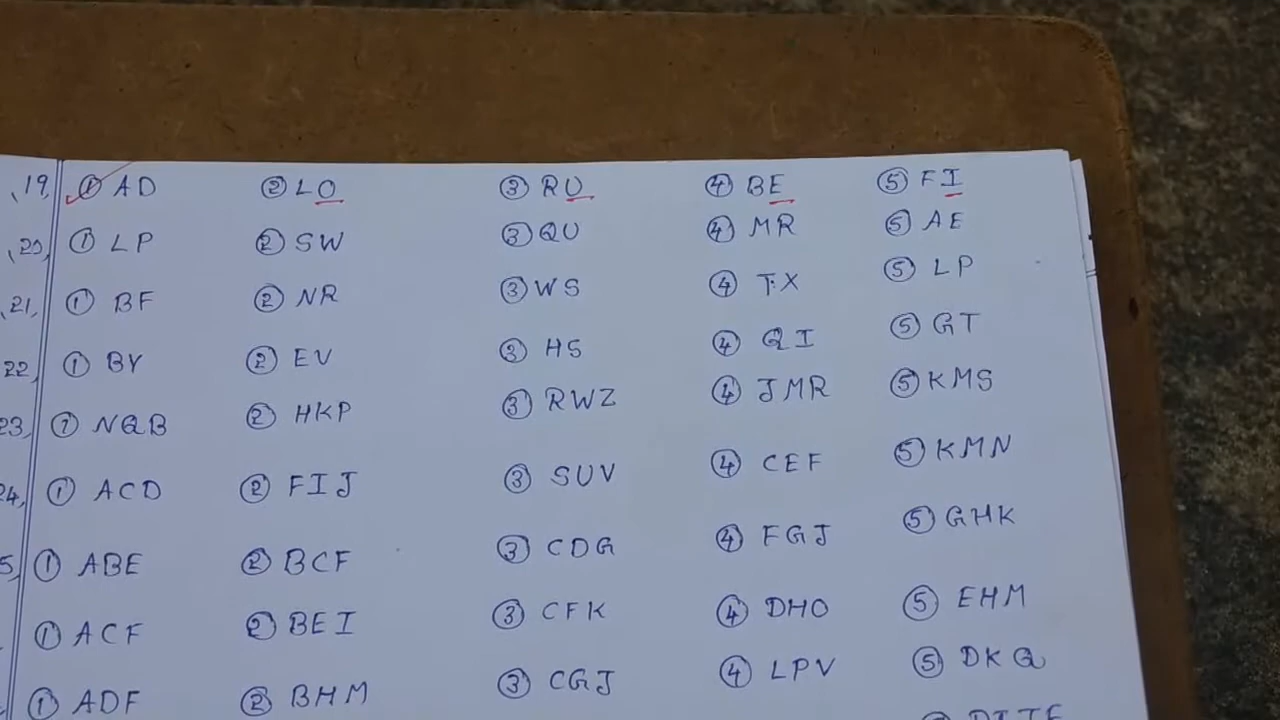 19, ① AD ② LO ③ RU ④ BE ⑤ FI
20, ① LP ② SW ③ QU ④ MR ⑤ AE
21, ① BF ② NR ③ WS ④ TX ⑤ LP
22, ① BY ② EV ③ HS ④ QI ⑤ GT
23, ① NQB ② HKP ③ RWZ ④ JMR ⑤ KMS
24, ① ACD ② FIJ ③ SUV ④ CEF ⑤ KMN
5, ① ABE ② BCF ③ CDG ④ FGJ ⑤ GHK
① ACF ② BEI ③ CFK ④ DHO ⑤ EHM
① ADF ② BHM ③ CGJ ④ LPV ⑤ DKQ